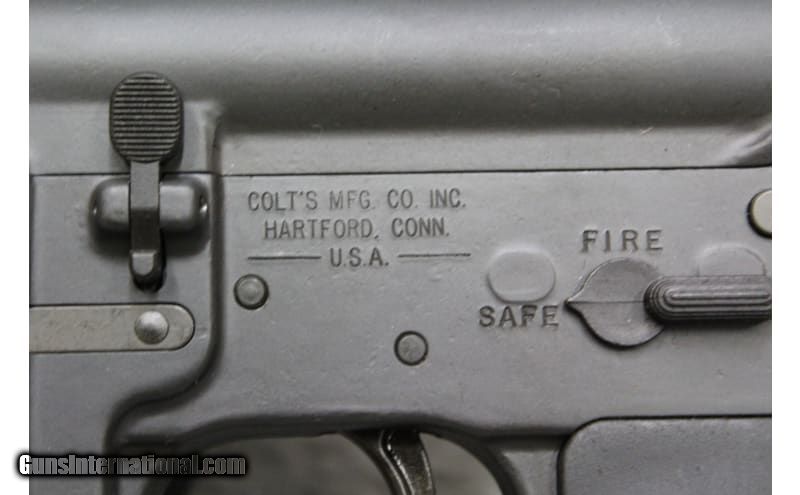 COLT'S MFG. CO. INC.
HARTFORD, CONN.
U.S.A.
FIRE
SAFE
GunsInternational.com